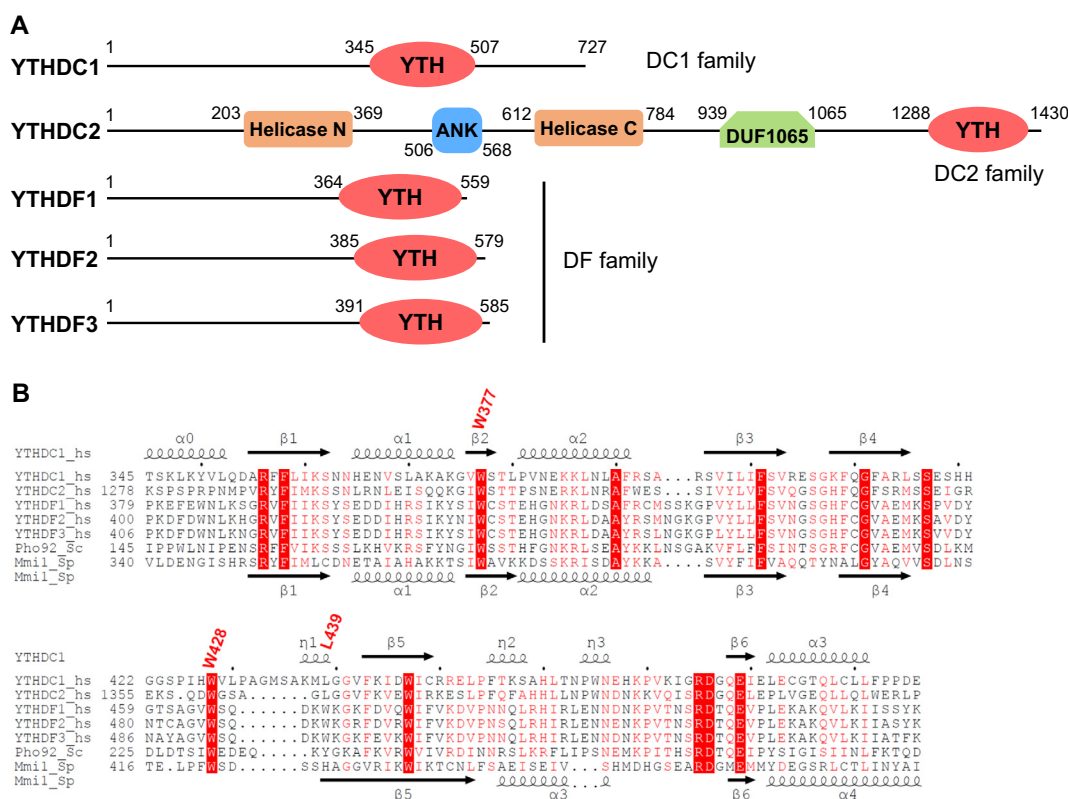 A
1 345 507 727
YTHDC1 YTH DC1 family
1 203 369 612 784 939 1065 1288 1430
YTHDC2 Helicase N ANK Helicase C DUF1065 YTH
506 568
DC2 family
1 364 559
YTHDF1 YTH
1 385 579
YTHDF2 YTH DF family
1 391 585
YTHDF3 YTH
B
W377
α0 β1 α1 β2 α2 β3 β4
YTHDC1_hs
YTHDC1_hs 345 TSKLKYVLQDARFFLIKSNNHENVSLAKAKGVWSTLPVNEKKLNLAFRSA...RSVILIFSVRESGKFQGFARLSSESHHG
YTHDC2_hs 1278 KSPSPRPNMPVRYFIMKSSNLRNLEISQQKGIWSTTPSNERKLNRAFWES...SIVYLVFSVQGSGHFQGFSRMSSEIGR
YTHDF1_hs 379 PKEFEWNLKSGRVFIIKSYSEDDIHRSIKYSIWCSTEHGNKRLDSAFRCMSSKGPVYLLFSVNGSGHFCGVAEMKSPVDY
YTHDF2_hs 400 PKDFDWNLKHGRVFIIKSYSEDDIHRSIKYNIWCSTEHGNKRLDAAYRSMNGKGPVYLLFSVNGSGHFCGVAEMKSAVDY
YTHDF3_hs 406 PKDFDWNLKNGRVFIIKSYSEDDIHRSIKYSIWCSTEHGNKRLDAAYRSLNGKGPLYLLFSVNGSGHFCGVAEMKSVVDY
Pho92_Sc 145 IPPWLNIPENSRFFVIKSSSLKHVKRSFYNGIWSSTHFGNKRLSEAYKKLNSGAKVFLFFSINTSGRFCGVAEMVSDLKM
Mmi1_Sp 340 VLDENGISHRSRYFIMLCDNETAIAHAKKTSIWAVKKDSSKRISDAYKKA...SVYFIFVAQQTYNALGYAQVVSDLNS
Mmi1_Sp
β1 α1 β2 α2 β3 β4
W428 L439
η1 β5 η2 η3 β6 α3
YTHDC1
YTHDC1_hs 422 GGSPIHWVLPAGMSAKMLGGVFKIDWICRRELPFTKSAHLTNPWNEHKPVKIGRDGQEIELECGTQLCLLFPPDE
YTHDC2_hs 1355 EKS.QDWGSA.....GLGGVFKVEWIRKESLPFQFAHHLLNPWNDNKKVQISRDGQELEPLVGEQLLQLWERLP
YTHDF1_hs 459 GTSAGVWSQ.....DKWKGKFDVQWIFVKDVPNNQLRHIRLENNDNKPVTNSRDTQEVPLEKAKQVLKIISSYK
YTHDF2_hs 480 NTCAGVWSQ.....DKWKGRFDVRWIFVKDVPNSQLRHIRLENNENKPVTNSRDTQEVPLEKAKQVLKIIASYK
YTHDF3_hs 486 NAYAGVWSQ.....DKWKGKFEVKWIFVKDVPNNQLRHIRLENNDNKPVTNSRDTQEVPLEKAKQVLKIIATFK
Pho92_Sc 225 DLDTSIWEDEQ....KYGKAFKVRWVIVRDINNRSLKRFLIPSNEMKPITHSRDTQEIPYSIGISIINLFKTQD
Mmi1_Sp 416 TE.LPFWSD......SSHAGGVRIKWIKTCNLFSAEISEIV...SHMDHGSEARDGMEMMYDEGSRLCTLINYAI
Mmi1_Sp
β5 α3 β6 α4